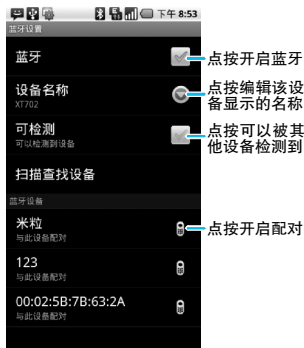 下午 8:53
蓝牙设置
蓝牙
点按开启蓝牙
设备名称
XT702
点按编辑该设
备显示的名称
可检测
可以检测到设备
点按可以被其
他设备检测到
扫描查找设备
蓝牙设备
米粒
与此设备配对
点按开启配对
123
与此设备配对
00:02:5B:7B:63:2A
与此设备配对